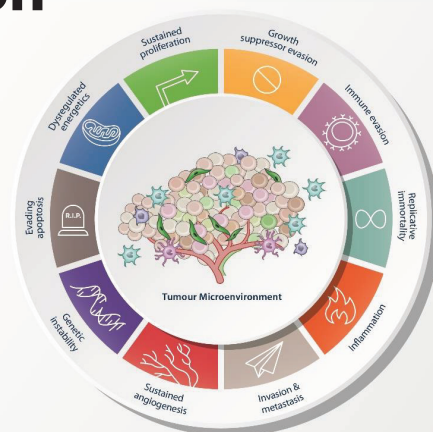 Sustained
proliferation
Growth
suppressor evasion
Immune evasion
Replicative
immortality
Inflammation
Invasion &
metastasis
Sustained
angiogenesis
Genetic
instability
Evading
apoptosis
R.I.P.
Dysregulated
energetics
Tumour Microenvironment